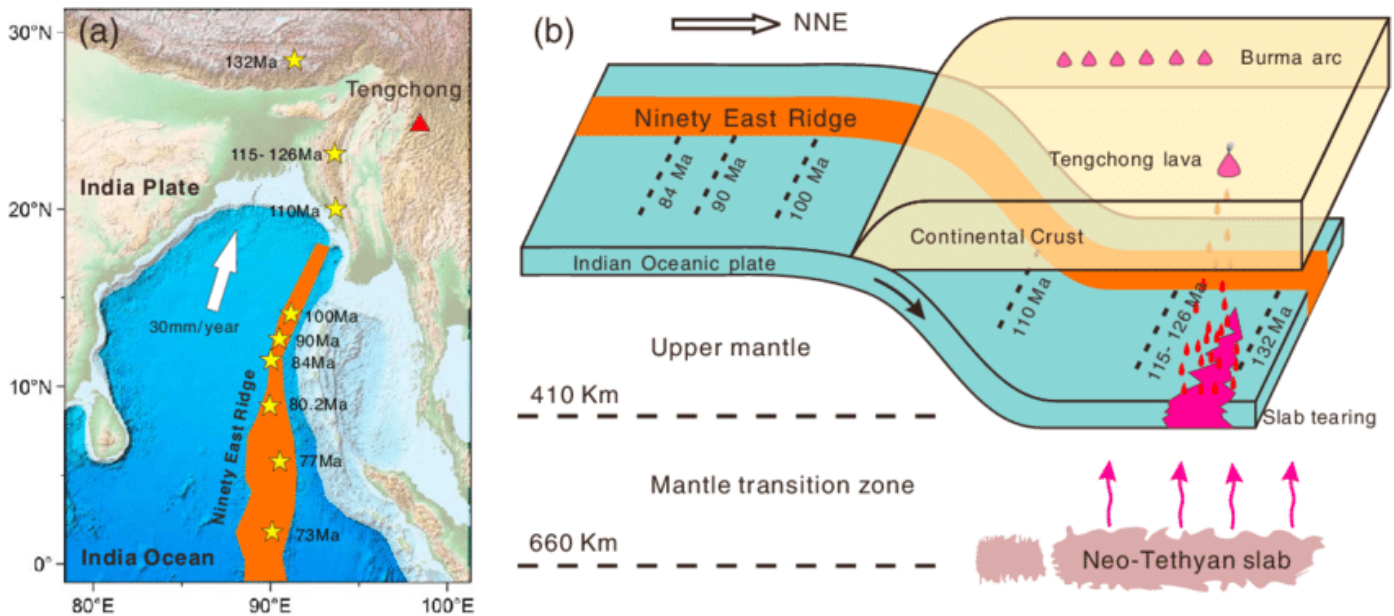 (a)
30°N
20°N
10°N
0°
80°E
90°E
100°E
132Ma
Tengchong
115- 126Ma
India Plate
110Ma
30mm/year
100Ma
90Ma
84Ma
80.2Ma
77Ma
73Ma
Ninety East Ridge
India Ocean
(b)
NNE
Burma arc
Ninety East Ridge
84 Ma
90 Ma
100 Ma
Tengchong lava
Continental Crust
Indian Oceanic plate
110 Ma
115- 126Ma
132 Ma
Upper mantle
410 Km
Slab tearing
Mantle transition zone
660 Km
Neo-Tethyan slab